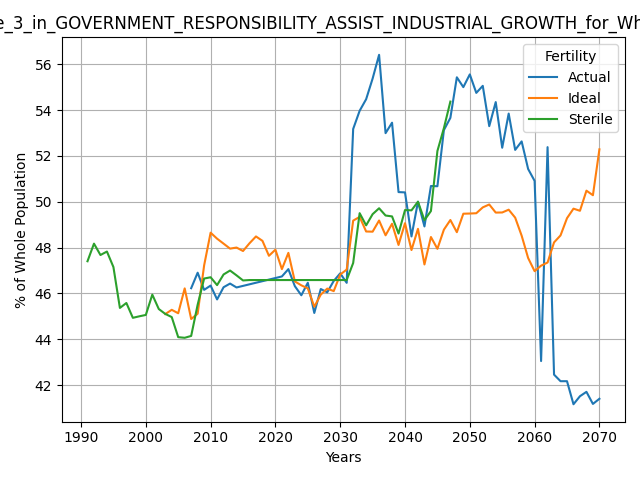 e_3_in_GOVERNMENT_RESPONSIBILITY_ASSIST_INDUSTRIAL_GROWTH_for_Wh
Fertility
Actual
Ideal
Sterile
% of Whole Population
56
54
52
50
48
46
44
42
1990 2000 2010 2020 2030 2040 2050 2060 2070
Years